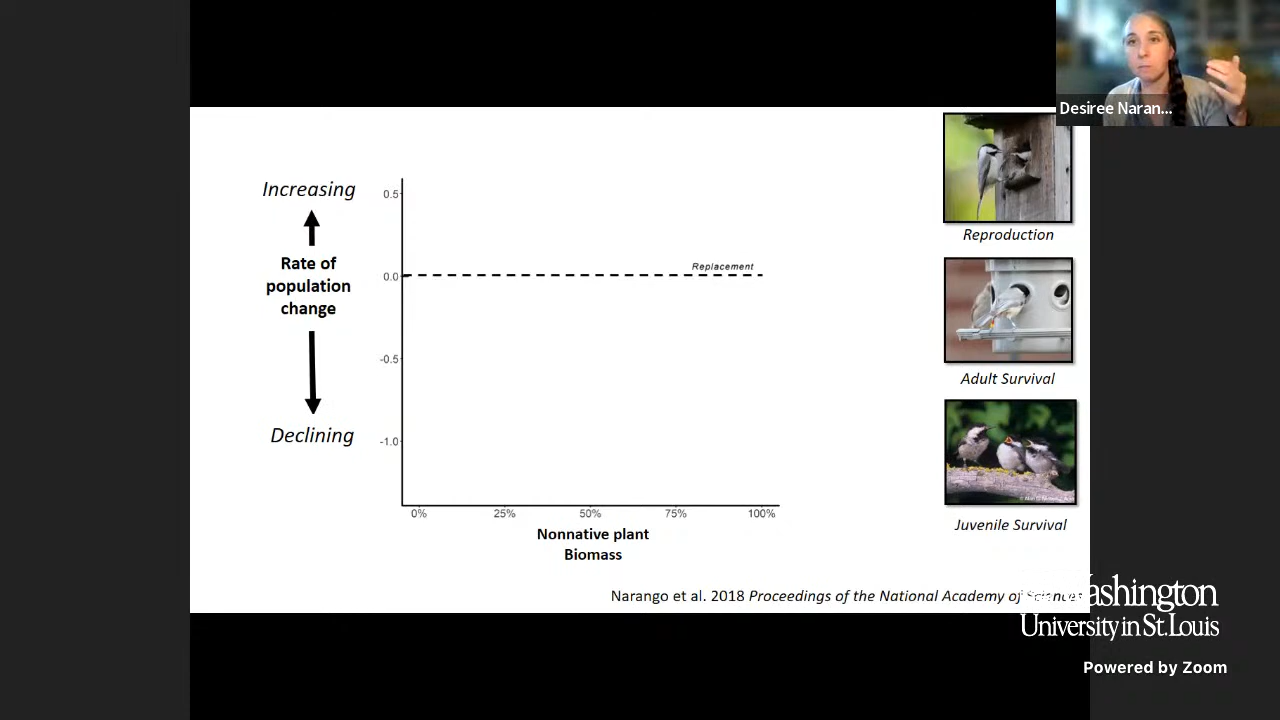 Desiree Naran...
Increasing
Rate of
population
change
Declining
0.5
0.0
-0.5
-1.0
Replacement
0%
25%
50%
75%
100%
Nonnative plant
Biomass
Reproduction
Adult Survival
Juvenile Survival
Narango et al. 2018 Proceedings of the National Academy of
Washington
University in St. Louis
Powered by Zoom